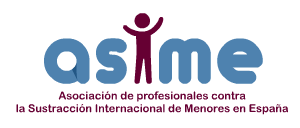 asime
Asociación de profesionales contra
la Sustracción Internacional de Menores en España